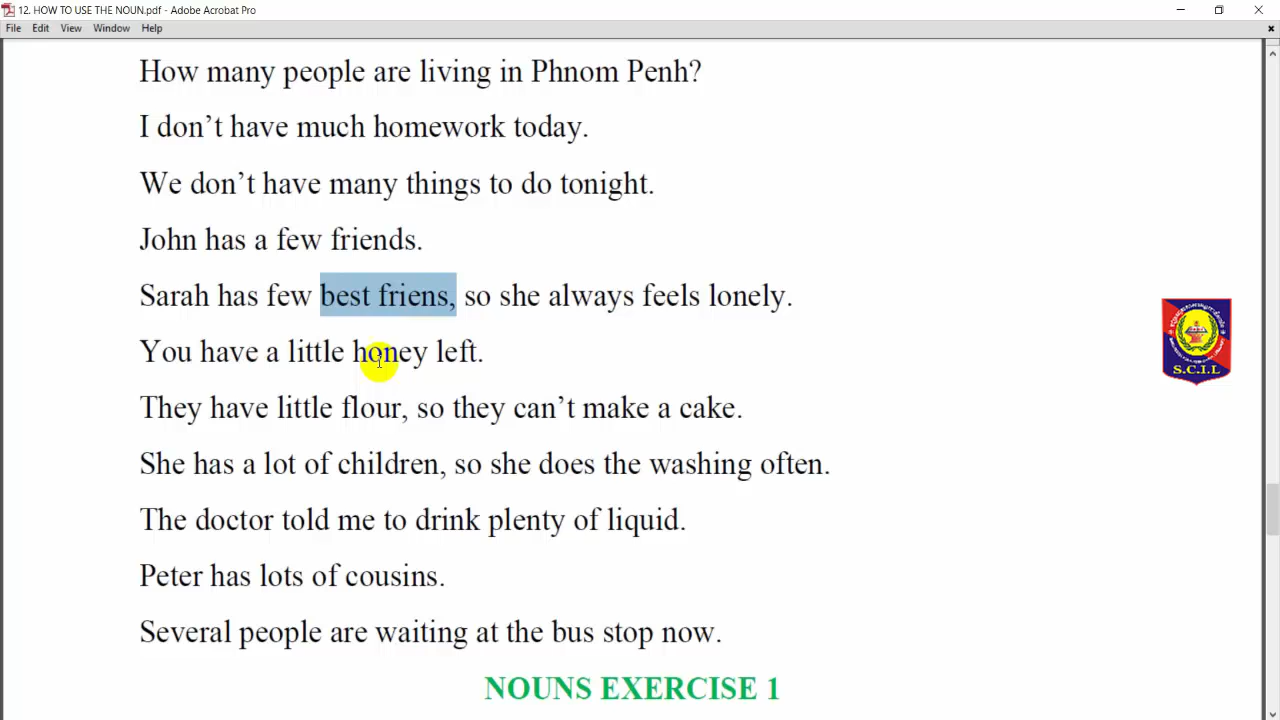 12. HOW TO USE THE NOUN.pdf - Adobe Acrobat Pro
File Edit View Window Help
How many people are living in Phnom Penh?
I don’t have much homework today.
We don’t have many things to do tonight.
John has a few friends.
Sarah has few best friens, so she always feels lonely.
You have a little honey left.
They have little flour, so they can’t make a cake.
She has a lot of children, so she does the washing often.
The doctor told me to drink plenty of liquid.
Peter has lots of cousins.
Several people are waiting at the bus stop now.
NOUNS EXERCISE 1
S.C.I.L